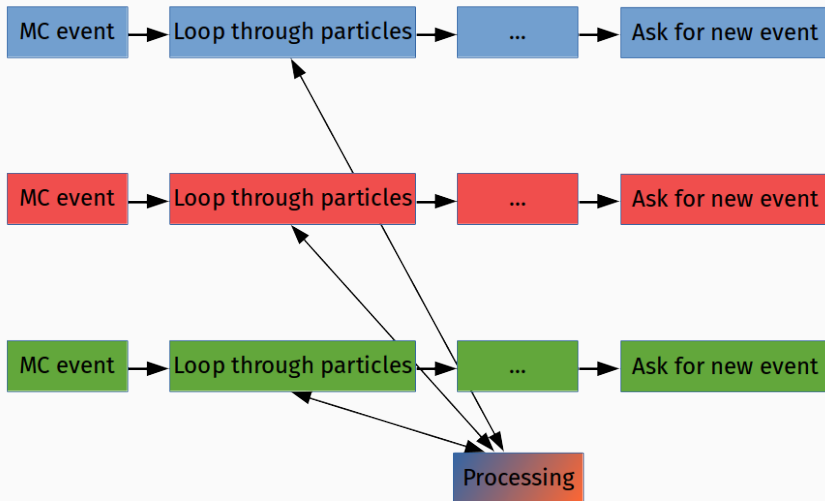 MC event
Loop through particles
...
Ask for new event
MC event
Loop through particles
...
Ask for new event
MC event
Loop through particles
...
Ask for new event
Processing